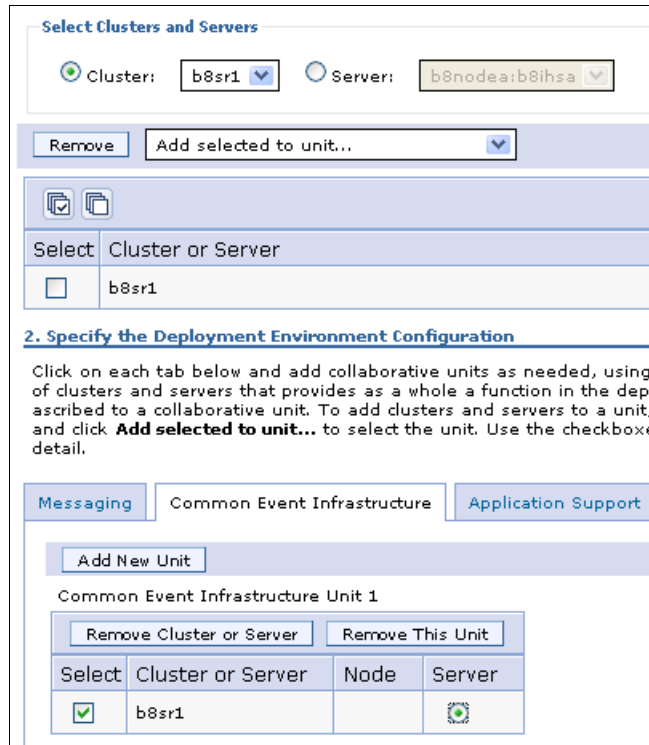 Select Clusters and Servers
Cluster: b8sr1 Server: b8nodea:b8ihsa
Remove Add selected to unit...
Select Cluster or Server
b8sr1
2. Specify the Deployment Environment Configuration
Click on each tab below and add collaborative units as needed, using
of clusters and servers that provides as a whole a function in the dep
ascribed to a collaborative unit. To add clusters and servers to a unit,
and click Add selected to unit... to select the unit. Use the checkboxe
detail.
Messaging Common Event Infrastructure Application Support
Add New Unit
Common Event Infrastructure Unit 1
Remove Cluster or Server Remove This Unit
Select Cluster or Server Node Server
b8sr1